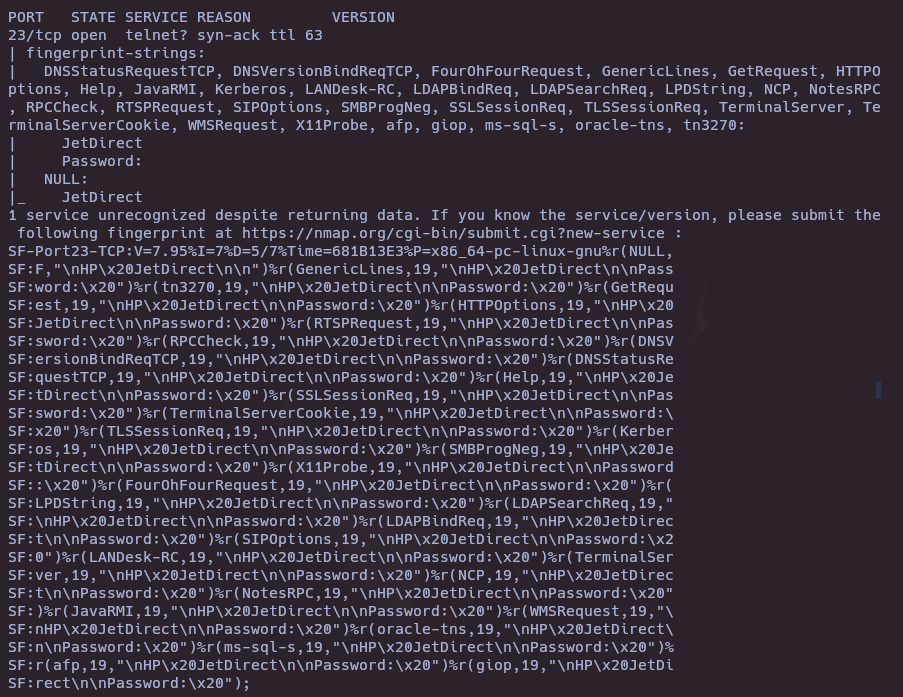 PORT   STATE SERVICE REASON         VERSION
23/tcp open  telnet? syn-ack ttl 63
| fingerprint-strings:
|   DNSStatusRequestTCP, DNSVersionBindReqTCP, FourOhFourRequest, GenericLines, GetRequest, HTTPO
ptions, Help, JavaRMI, Kerberos, LANDesk-RC, LDAPBindReq, LDAPSearchReq, LPDString, NCP, NotesRPC
, RPCCheck, RTSPRequest, SIPOptions, SMBProgNeg, SSLSessionReq, TLSSessionReq, TerminalServer, Te
rminalServerCookie, WMSRequest, X11Probe, afp, giop, ms-sql-s, oracle-tns, tn3270:
|     JetDirect
|     Password:
|   NULL:
|_    JetDirect
1 service unrecognized despite returning data. If you know the service/version, please submit the
 following fingerprint at https://nmap.org/cgi-bin/submit.cgi?new-service :
SF-Port23-TCP:V=7.95%I=7%D=5/7%Time=681B13E3%P=x86_64-pc-linux-gnu%r(NULL,
SF:F,"\nHP\x20JetDirect\n\n")%r(GenericLines,19,"\nHP\x20JetDirect\n\nPass
SF:word:\x20")%r(tn3270,19,"\nHP\x20JetDirect\n\nPassword:\x20")%r(GetRequ
SF:est,19,"\nHP\x20JetDirect\n\nPassword:\x20")%r(HTTPOptions,19,"\nHP\x20
SF:JetDirect\n\nPassword:\x20")%r(RTSPRequest,19,"\nHP\x20JetDirect\n\nPas
SF:sword:\x20")%r(RPCCheck,19,"\nHP\x20JetDirect\n\nPassword:\x20")%r(DNSV
SF:ersionBindReqTCP,19,"\nHP\x20JetDirect\n\nPassword:\x20")%r(DNSStatusRe
SF:questTCP,19,"\nHP\x20JetDirect\n\nPassword:\x20")%r(Help,19,"\nHP\x20Je
SF:tDirect\n\nPassword:\x20")%r(SSLSessionReq,19,"\nHP\x20JetDirect\n\nPas
SF:sword:\x20")%r(TerminalServerCookie,19,"\nHP\x20JetDirect\n\nPassword:\
SF:x20")%r(TLSSessionReq,19,"\nHP\x20JetDirect\n\nPassword:\x20")%r(Kerber
SF:os,19,"\nHP\x20JetDirect\n\nPassword:\x20")%r(SMBProgNeg,19,"\nHP\x20Je
SF:tDirect\n\nPassword:\x20")%r(X11Probe,19,"\nHP\x20JetDirect\n\nPassword
SF::\x20")%r(FourOhFourRequest,19,"\nHP\x20JetDirect\n\nPassword:\x20")%r(
SF:LPDString,19,"\nHP\x20JetDirect\n\nPassword:\x20")%r(LDAPSearchReq,19,"
SF:\nHP\x20JetDirect\n\nPassword:\x20")%r(LDAPBindReq,19,"\nHP\x20JetDirec
SF:t\n\nPassword:\x20")%r(SIPOptions,19,"\nHP\x20JetDirect\n\nPassword:\x2
SF:0")%r(LANDesk-RC,19,"\nHP\x20JetDirect\n\nPassword:\x20")%r(TerminalSer
SF:ver,19,"\nHP\x20JetDirect\n\nPassword:\x20")%r(NCP,19,"\nHP\x20JetDirec
SF:t\n\nPassword:\x20")%r(NotesRPC,19,"\nHP\x20JetDirect\n\nPassword:\x20"
SF:)%r(JavaRMI,19,"\nHP\x20JetDirect\n\nPassword:\x20")%r(WMSRequest,19,"\
SF:nHP\x20JetDirect\n\nPassword:\x20")%r(oracle-tns,19,"\nHP\x20JetDirect\
SF:n\nPassword:\x20")%r(ms-sql-s,19,"\nHP\x20JetDirect\n\nPassword:\x20")%
SF:r(afp,19,"\nHP\x20JetDirect\n\nPassword:\x20")%r(giop,19,"\nHP\x20JetDi
SF:rect\n\nPassword:\x20");